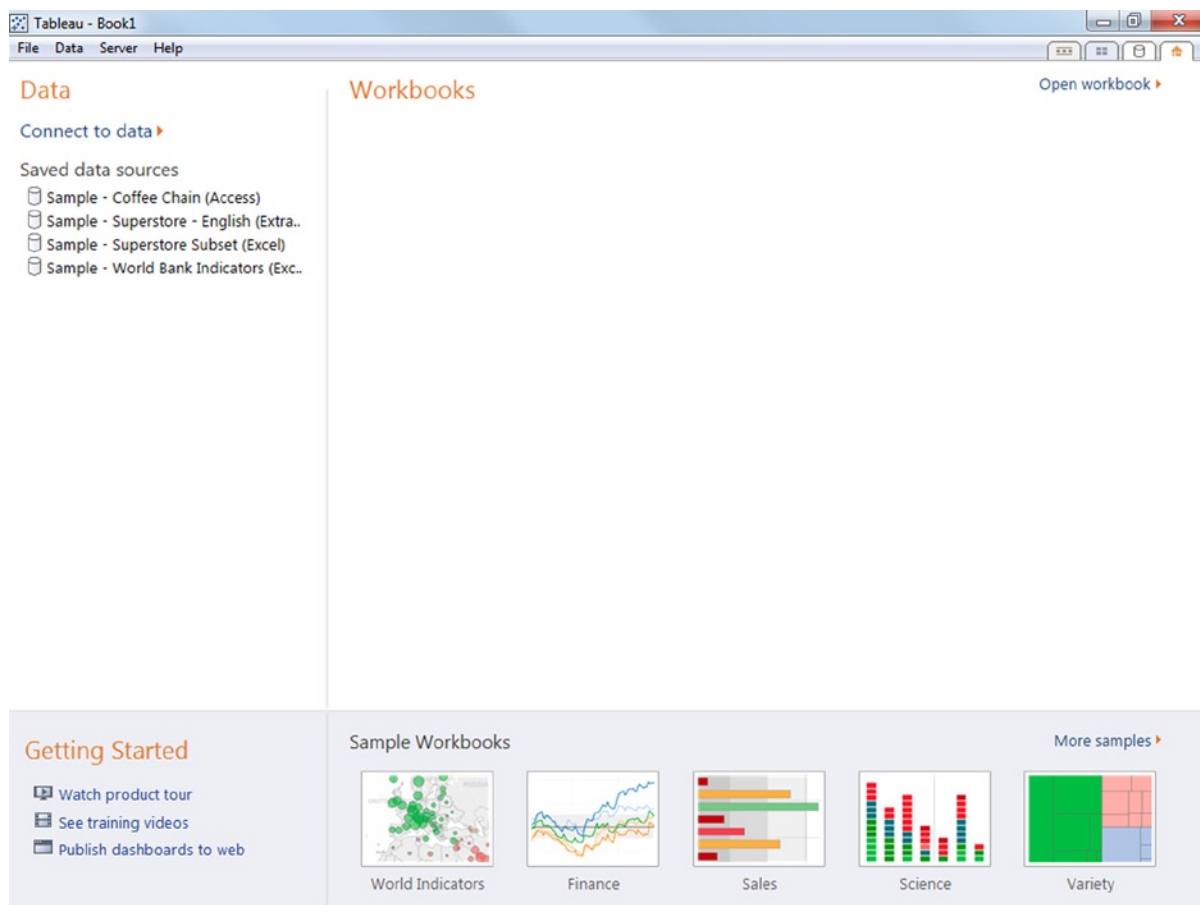 Tableau - Book1
File Data Server Help
Data
Connect to data
Saved data sources
Sample - Coffee Chain (Access)
Sample - Superstore - English (Extra..
Sample - Superstore Subset (Excel)
Sample - World Bank Indicators (Exc..
Workbooks
Open workbook
Getting Started
Watch product tour
See training videos
Publish dashboards to web
Sample Workbooks
More samples
World Indicators
Finance
Sales
Science
Variety